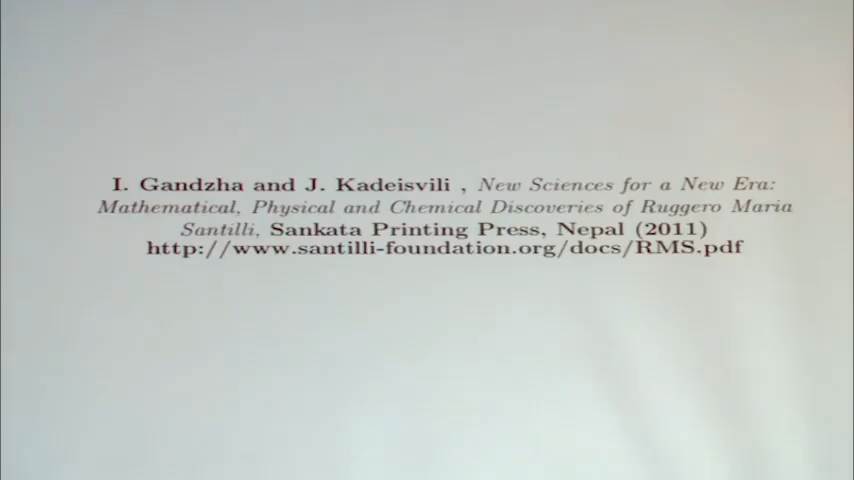 I. Gandzha and J. Kadeisvili , New Sciences for a New Era:
Mathematical, Physical and Chemical Discoveries of Ruggero Maria
Santilli, Sankata Printing Press, Nepal (2011)
http://www.santilli-foundation.org/docs/RMS.pdf